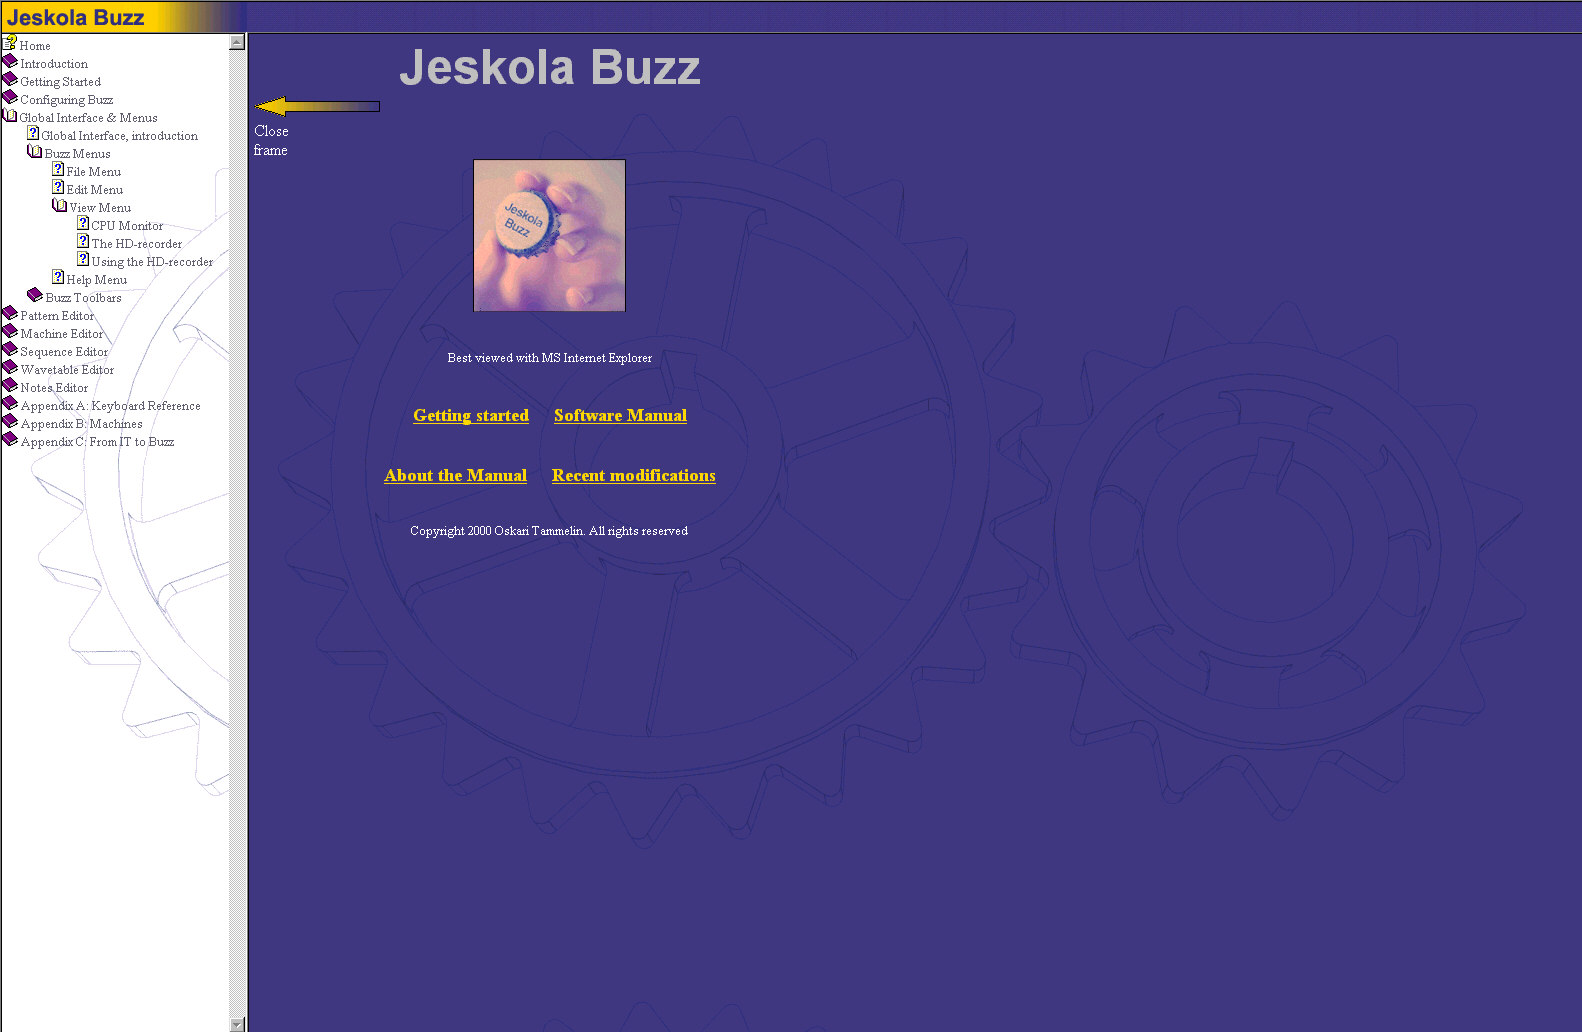 Jeskola Buzz
Home
Introduction
Getting Started
Configuring Buzz
Global Interface & Menus
Global Interface, introduction
Buzz Menus
File Menu
Edit Menu
View Menu
CPU Monitor
The HD-recorder
Using the HD-recorder
Help Menu
Buzz Toolbars
Pattern Editor
Machine Editor
Sequence Editor
Wavetable Editor
Notes Editor
Appendix A: Keyboard Reference
Appendix B: Machines
Appendix C: From IT to Buzz
Jeskola Buzz
Close
frame
Jeskola
Buzz
Best viewed with MS Internet Explorer
Getting started Software Manual
About the Manual Recent modifications
Copyright 2000 Oskari Tammelin. All rights reserved